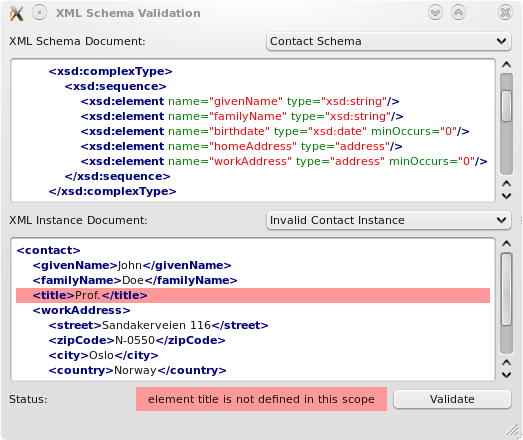 XML Schema Validation
XML Schema Document:
Contact Schema
<xsd:complexType>
<xsd:sequence>
<xsd:element name="givenName" type="xsd:string"/>
<xsd:element name="familyName" type="xsd:string"/>
<xsd:element name="birthdate" type="xsd:date" minOccurs="0"/>
<xsd:element name="homeAddress" type="address"/>
<xsd:element name="workAddress" type="address" minOccurs="0"/>
</xsd:sequence>
</xsd:complexType>
XML Instance Document:
Invalid Contact Instance
<contact>
<givenName>John</givenName>
<familyName>Doe</familyName>
<title>Prof.</title>
<workAddress>
<street>Sandakerveien 116</street>
<zipCode>N-0550</zipCode>
<city>Oslo</city>
<country>Norway</country>
Status:
element title is not defined in this scope
Validate